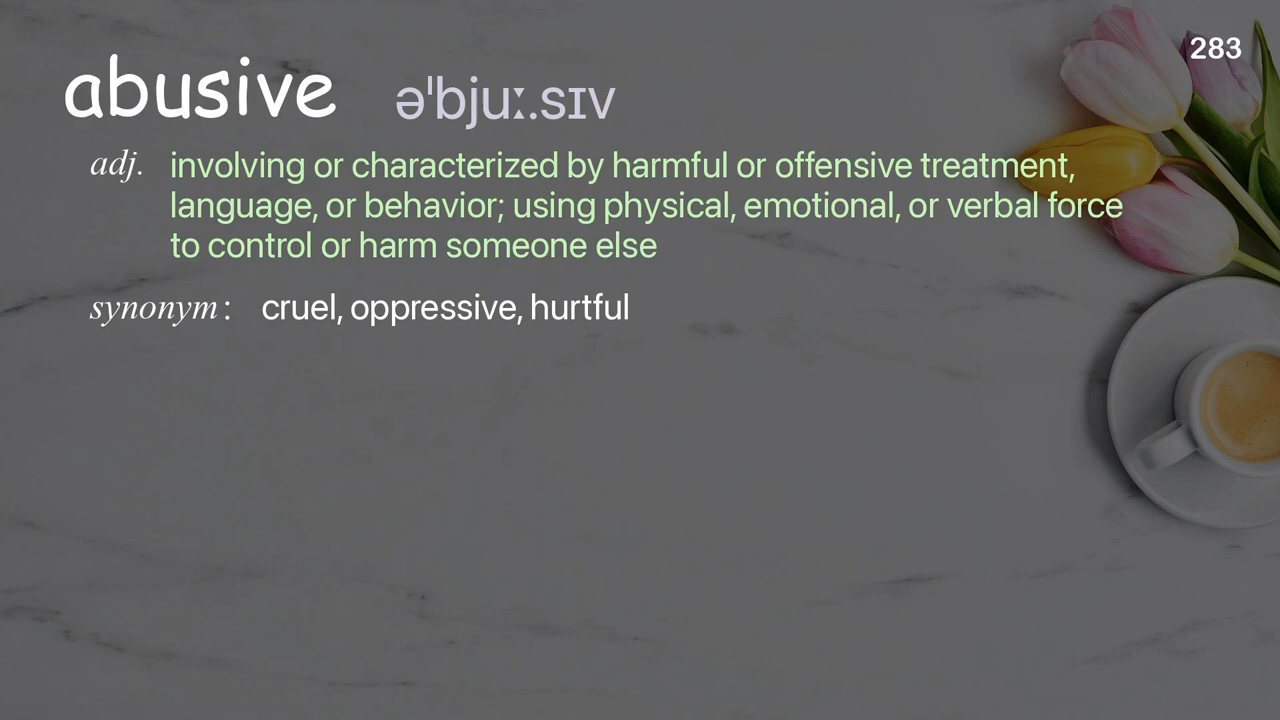 283
abusive əˈbjuː.sɪv
adj. involving or characterized by harmful or offensive treatment,
language, or behavior; using physical, emotional, or verbal force
to control or harm someone else
synonym: cruel, oppressive, hurtful